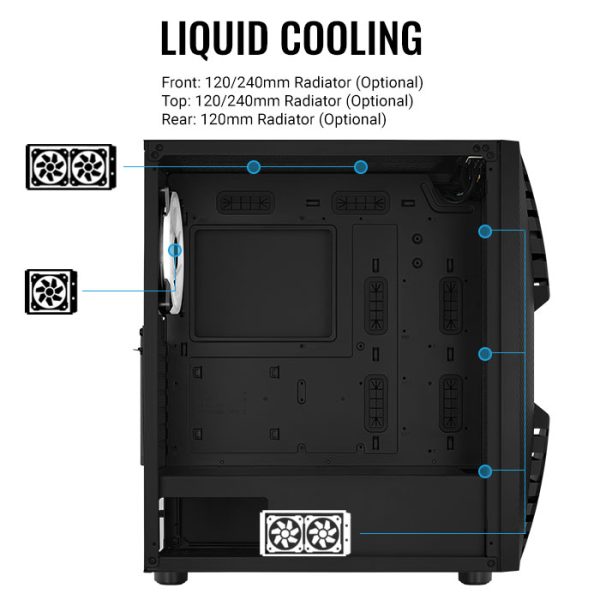 LIQUID COOLING
Front: 120/240mm Radiator (Optional)
Top: 120/240mm Radiator (Optional)
Rear: 120mm Radiator (Optional)